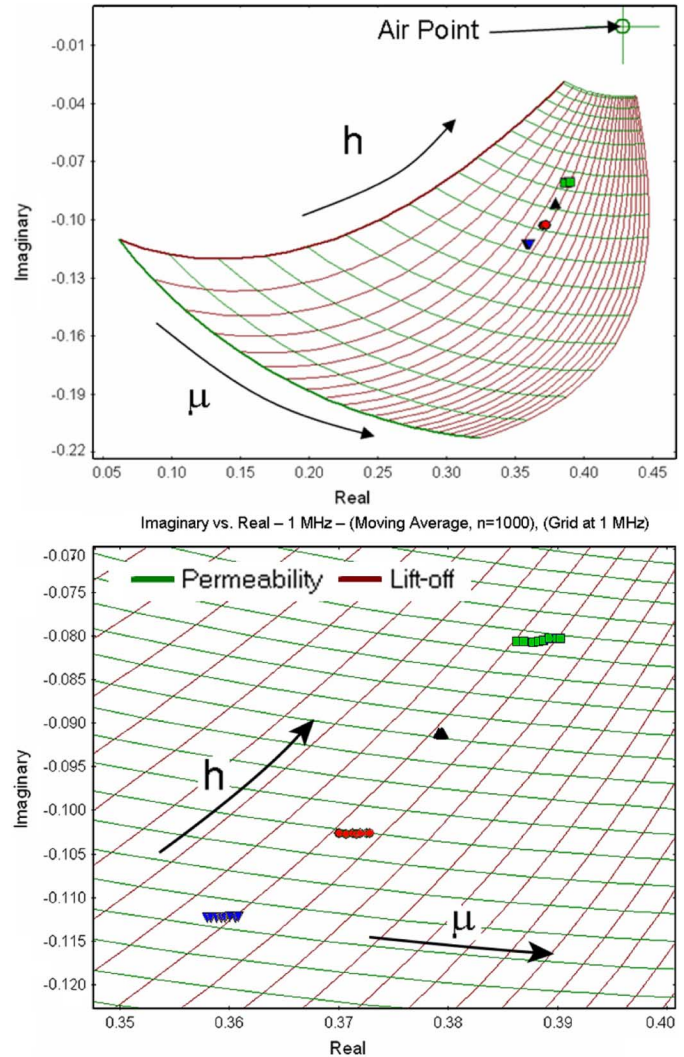 Air Point
-0.01
-0.04
-0.07
-0.10
-0.13
-0.16
-0.19
-0.22
Imaginary
h
μ
0.05 0.10 0.15 0.20 0.25 0.30 0.35 0.40 0.45
Real
Imaginary vs. Real – 1 MHz – (Moving Average, n=1000), (Grid at 1 MHz)
-0.070
-0.075
-0.080
-0.085
-0.090
-0.095
-0.100
-0.105
-0.110
-0.115
-0.120
Imaginary
Permeability Lift-off
h
μ
0.35 0.36 0.37 0.38 0.39 0.40
Real